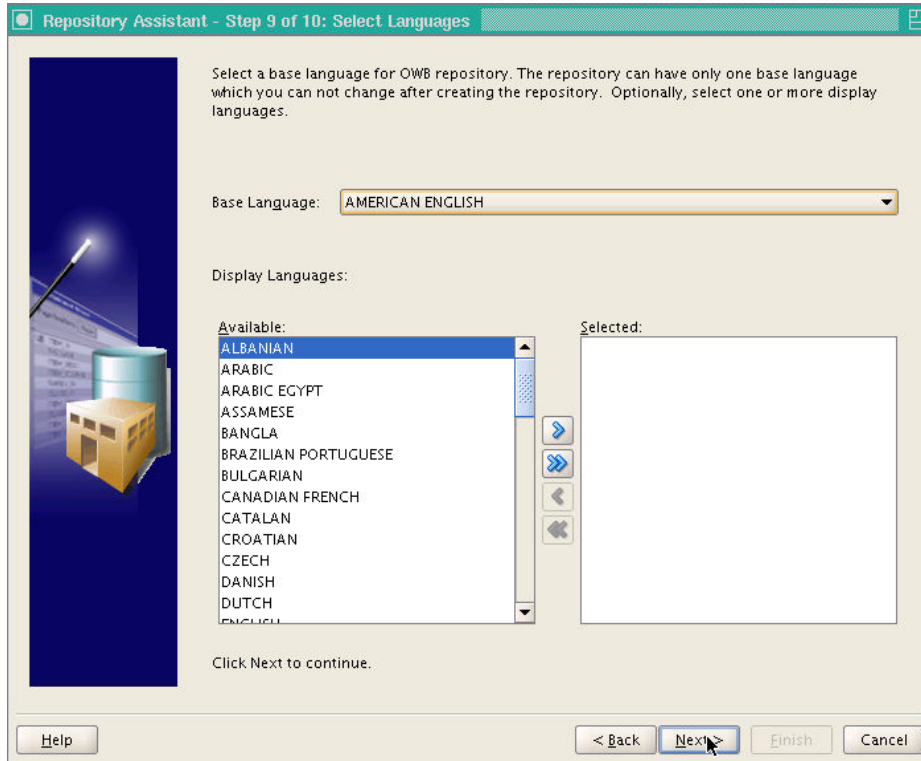 Repository Assistant - Step 9 of 10: Select Languages
Select a base language for OWB repository. The repository can have only one base language
which you can not change after creating the repository.  Optionally, select one or more display
languages.
Base Language: AMERICAN ENGLISH
Display Languages:
Available:
Selected:
ALBANIAN
ARABIC
ARABIC EGYPT
ASSAMESE
BANGLA
BRAZILIAN PORTUGUESE
BULGARIAN
CANADIAN FRENCH
CATALAN
CROATIAN
CZECH
DANISH
DUTCH
ENGLISH
Click Next to continue.
Help
< Back
Next >
Finish
Cancel